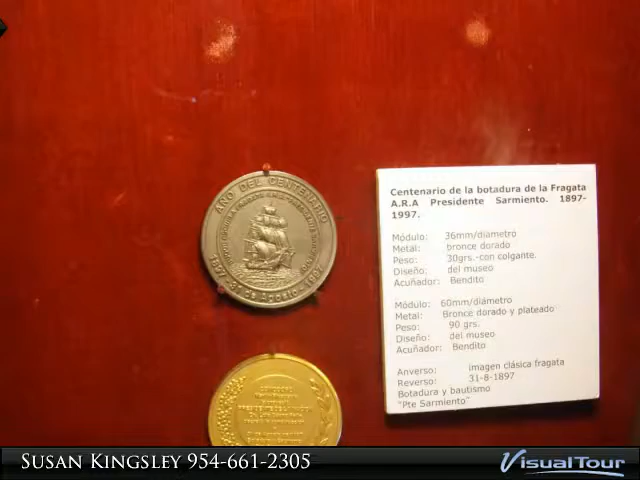 AÑO DEL CENTENARIO
1897 - 31 de Agosto - 1997
Centenario de la botadura de la Fragata
A.R.A Presidente Sarmiento. 1897-
1997.
Módulo: 36mm/diámetro
Metal: bronce dorado
Peso: 30grs.-con colgante.
Diseño: del museo
Acuñador: Bendito
Módulo: 60mm/diámetro
Metal: Bronce dorado y plateado
Peso: 90 grs.
Diseño: del museo
Acuñador: Bendito
Anverso: imagen clásica fragata
Reverso: 31-8-1897
Botadura y bautismo
"Pte Sarmiento"
SUSAN KINGSLEY 954-661-2305
VISUALTOUR